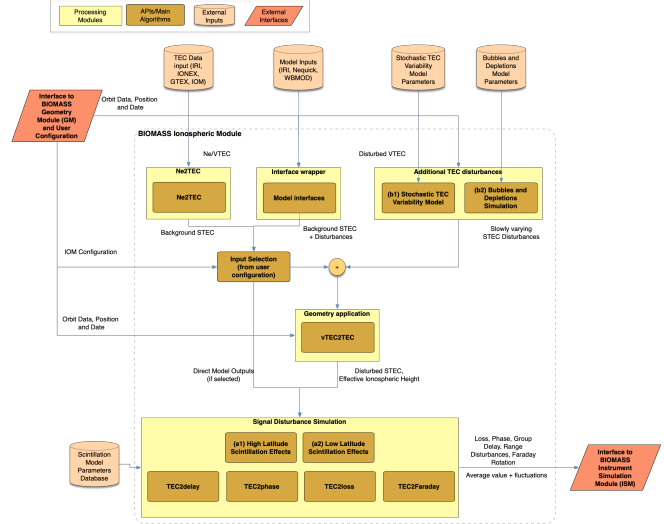 Processing
Modules
APIs/Main
Algorithms
External
Inputs
External
Interfaces
TEC Data
input (IRI,
IONEX,
GTEX, IOM)
Model Inputs
(IRI, Nequick,
WBMOD)
Stochastic TEC
Variability
Model
Parameters
Bubbles and
Depletions
Model
Parameters
Interface to
BIOMASS
Geometry
Module (GM)
and User
Configuration
Orbit Data, Position
and Date
BIOMASS Ionospheric Module
Ne/VTEC
Disturbed VTEC
Ne2TEC
Ne2TEC
Interface wrapper
Model interfaces
Additional TEC disturbances
(b1) Stochastic TEC
Variability Model
(b2) Bubbles and
Depletions
Simulation
Background STEC
Background STEC
+ Disturbances
Slowly varying
STEC Disturbances
IOM Configuration
Input Selection
(from user
configuration)
+
Orbit Data, Position
and Date
Geometry application
vTEC2TEC
Direct Model Outputs
(if selected)
Disturbed STEC,
Effective Ionospheric Height
Signal Disturbance Simulation
(a1) High Latitude
Scintillation Effects
(a2) Low Latitude
Scintillation Effects
TEC2delay
TEC2phase
TEC2loss
TEC2Faraday
Scintillation
Model
Parameters
Database
Loss, Phase, Group
Delay, Range
Disturbances, Faraday
Rotation
Average value + fluctuations
Interface to
BIOMASS
Instrument
Simulation
Module (ISM)